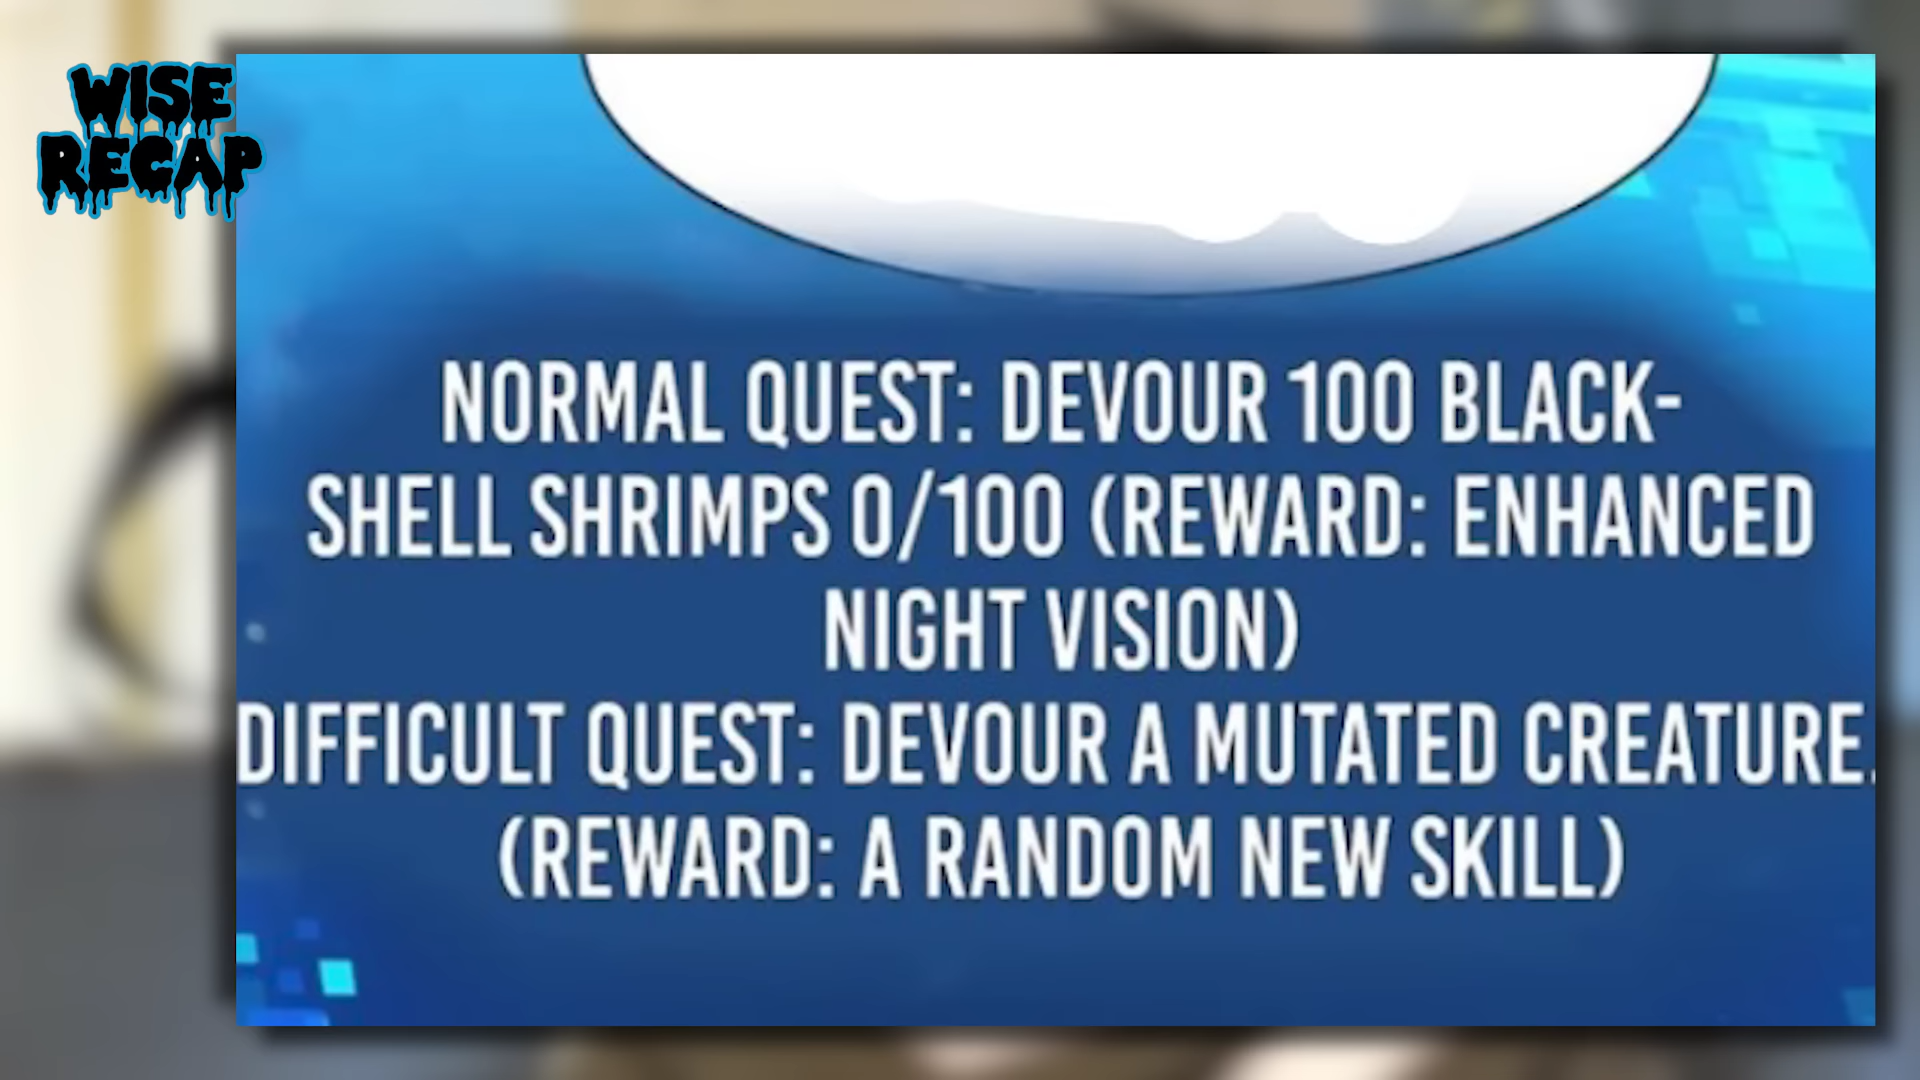 WISE
RECAP
NORMAL QUEST: DEVOUR 100 BLACK-
SHELL SHRIMPS 0/100 (REWARD: ENHANCED
NIGHT VISION)
DIFFICULT QUEST: DEVOUR A MUTATED CREATURE.
(REWARD: A RANDOM NEW SKILL)